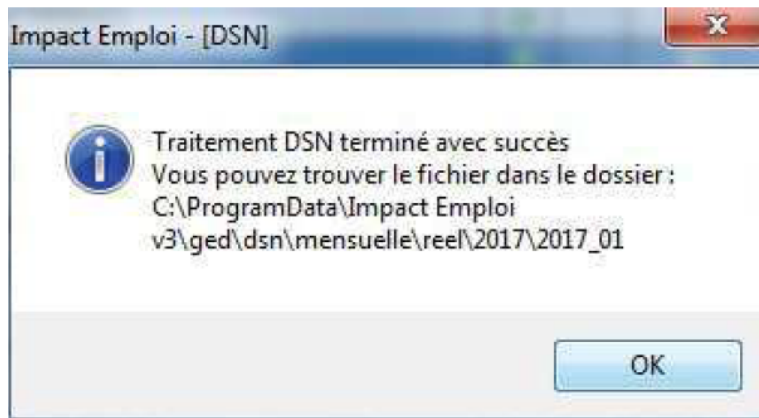 Impact Emploi - [DSN]
Traitement DSN terminé avec succès
Vous pouvez trouver le fichier dans le dossier :
C:\ProgramData\Impact Emploi
v3\ged\dsn\mensuelle\reel\2017\2017_01
OK